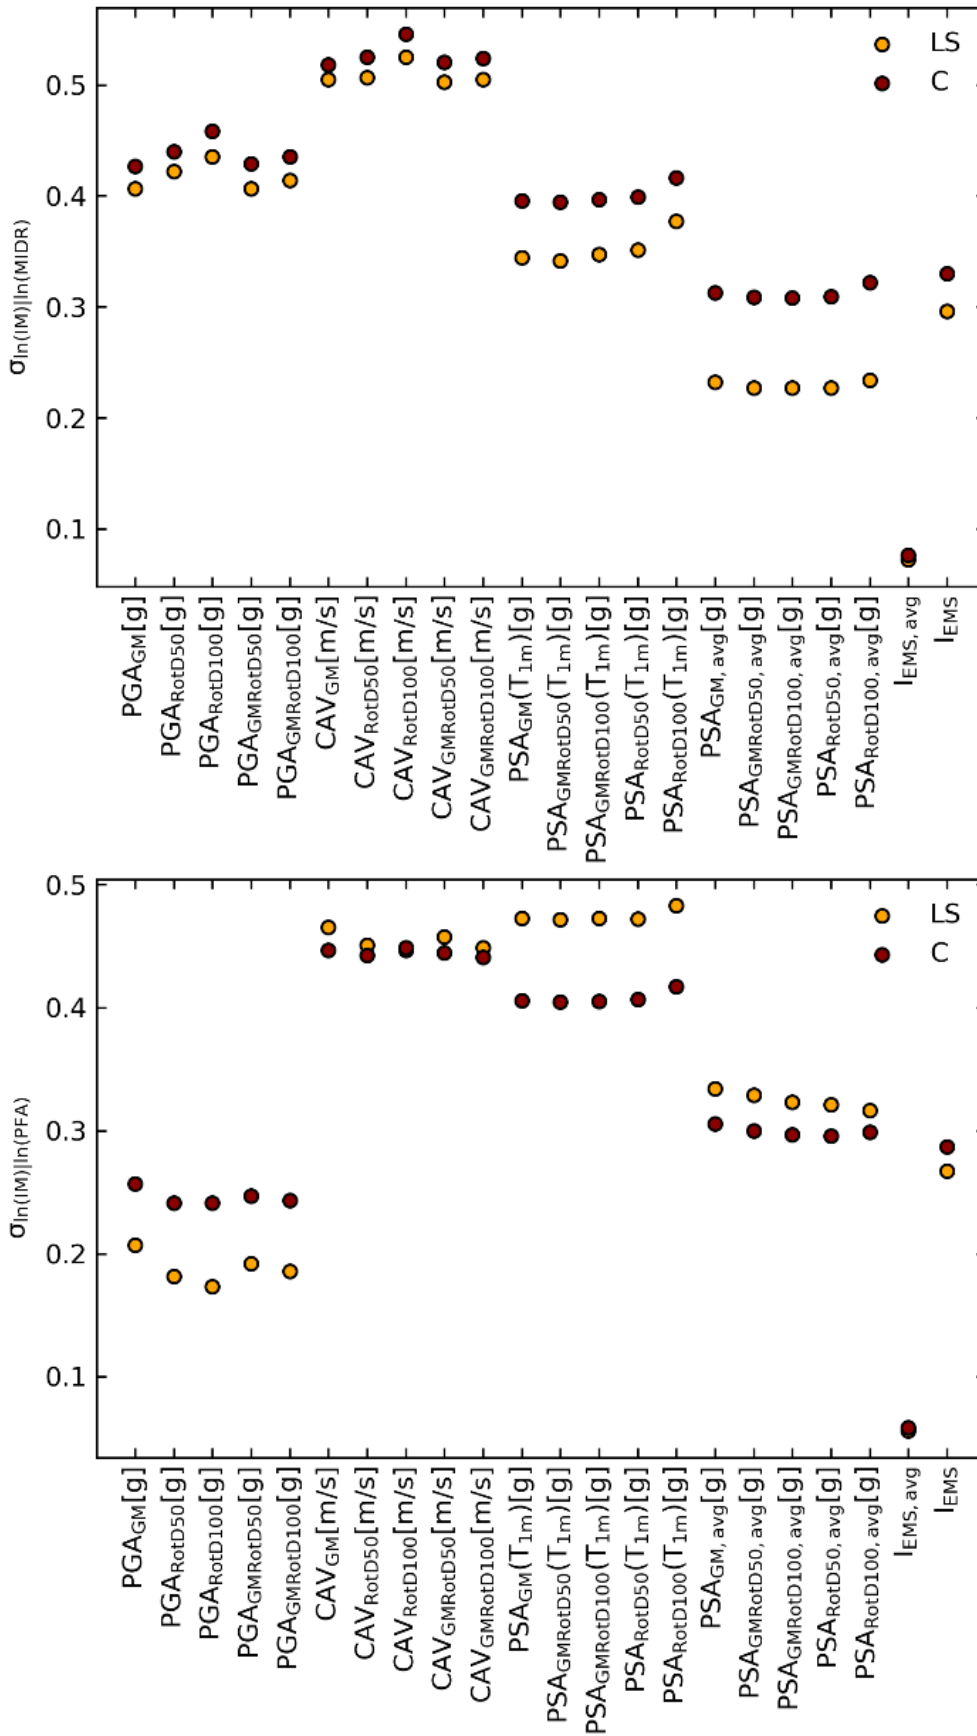 LS
C
0.5
0.4
0.3
0.2
0.1
σln(IM)|ln(MIDR)
PGAGM[g]
PGARotD50[g]
PGARotD100[g]
PGAGMRotD50[g]
PGAGMRotD100[g]
CAVGM[m/s]
CAVRotD50[m/s]
CAVRotD100[m/s]
CAVGMRotD50[m/s]
CAVGMRotD100[m/s]
PSAGM(T1m)[g]
PSAGMRotD50(T1m)[g]
PSAGMRotD100(T1m)[g]
PSARotD50(T1m)[g]
PSARotD100(T1m)[g]
PSAGM, avg[g]
PSAGMRotD50, avg[g]
PSAGMRotD100, avg[g]
PSARotD50, avg[g]
PSARotD100, avg[g]
IEMS, avg
IEMS
LS
C
0.5
0.4
0.3
0.2
0.1
σln(IM)|ln(PFA)
PGAGM[g]
PGARotD50[g]
PGARotD100[g]
PGAGMRotD50[g]
PGAGMRotD100[g]
CAVGM[m/s]
CAVRotD50[m/s]
CAVRotD100[m/s]
CAVGMRotD50[m/s]
CAVGMRotD100[m/s]
PSAGM(T1m)[g]
PSAGMRotD50(T1m)[g]
PSAGMRotD100(T1m)[g]
PSARotD50(T1m)[g]
PSARotD100(T1m)[g]
PSAGM, avg[g]
PSAGMRotD50, avg[g]
PSAGMRotD100, avg[g]
PSARotD50, avg[g]
PSARotD100, avg[g]
IEMS, avg
IEMS